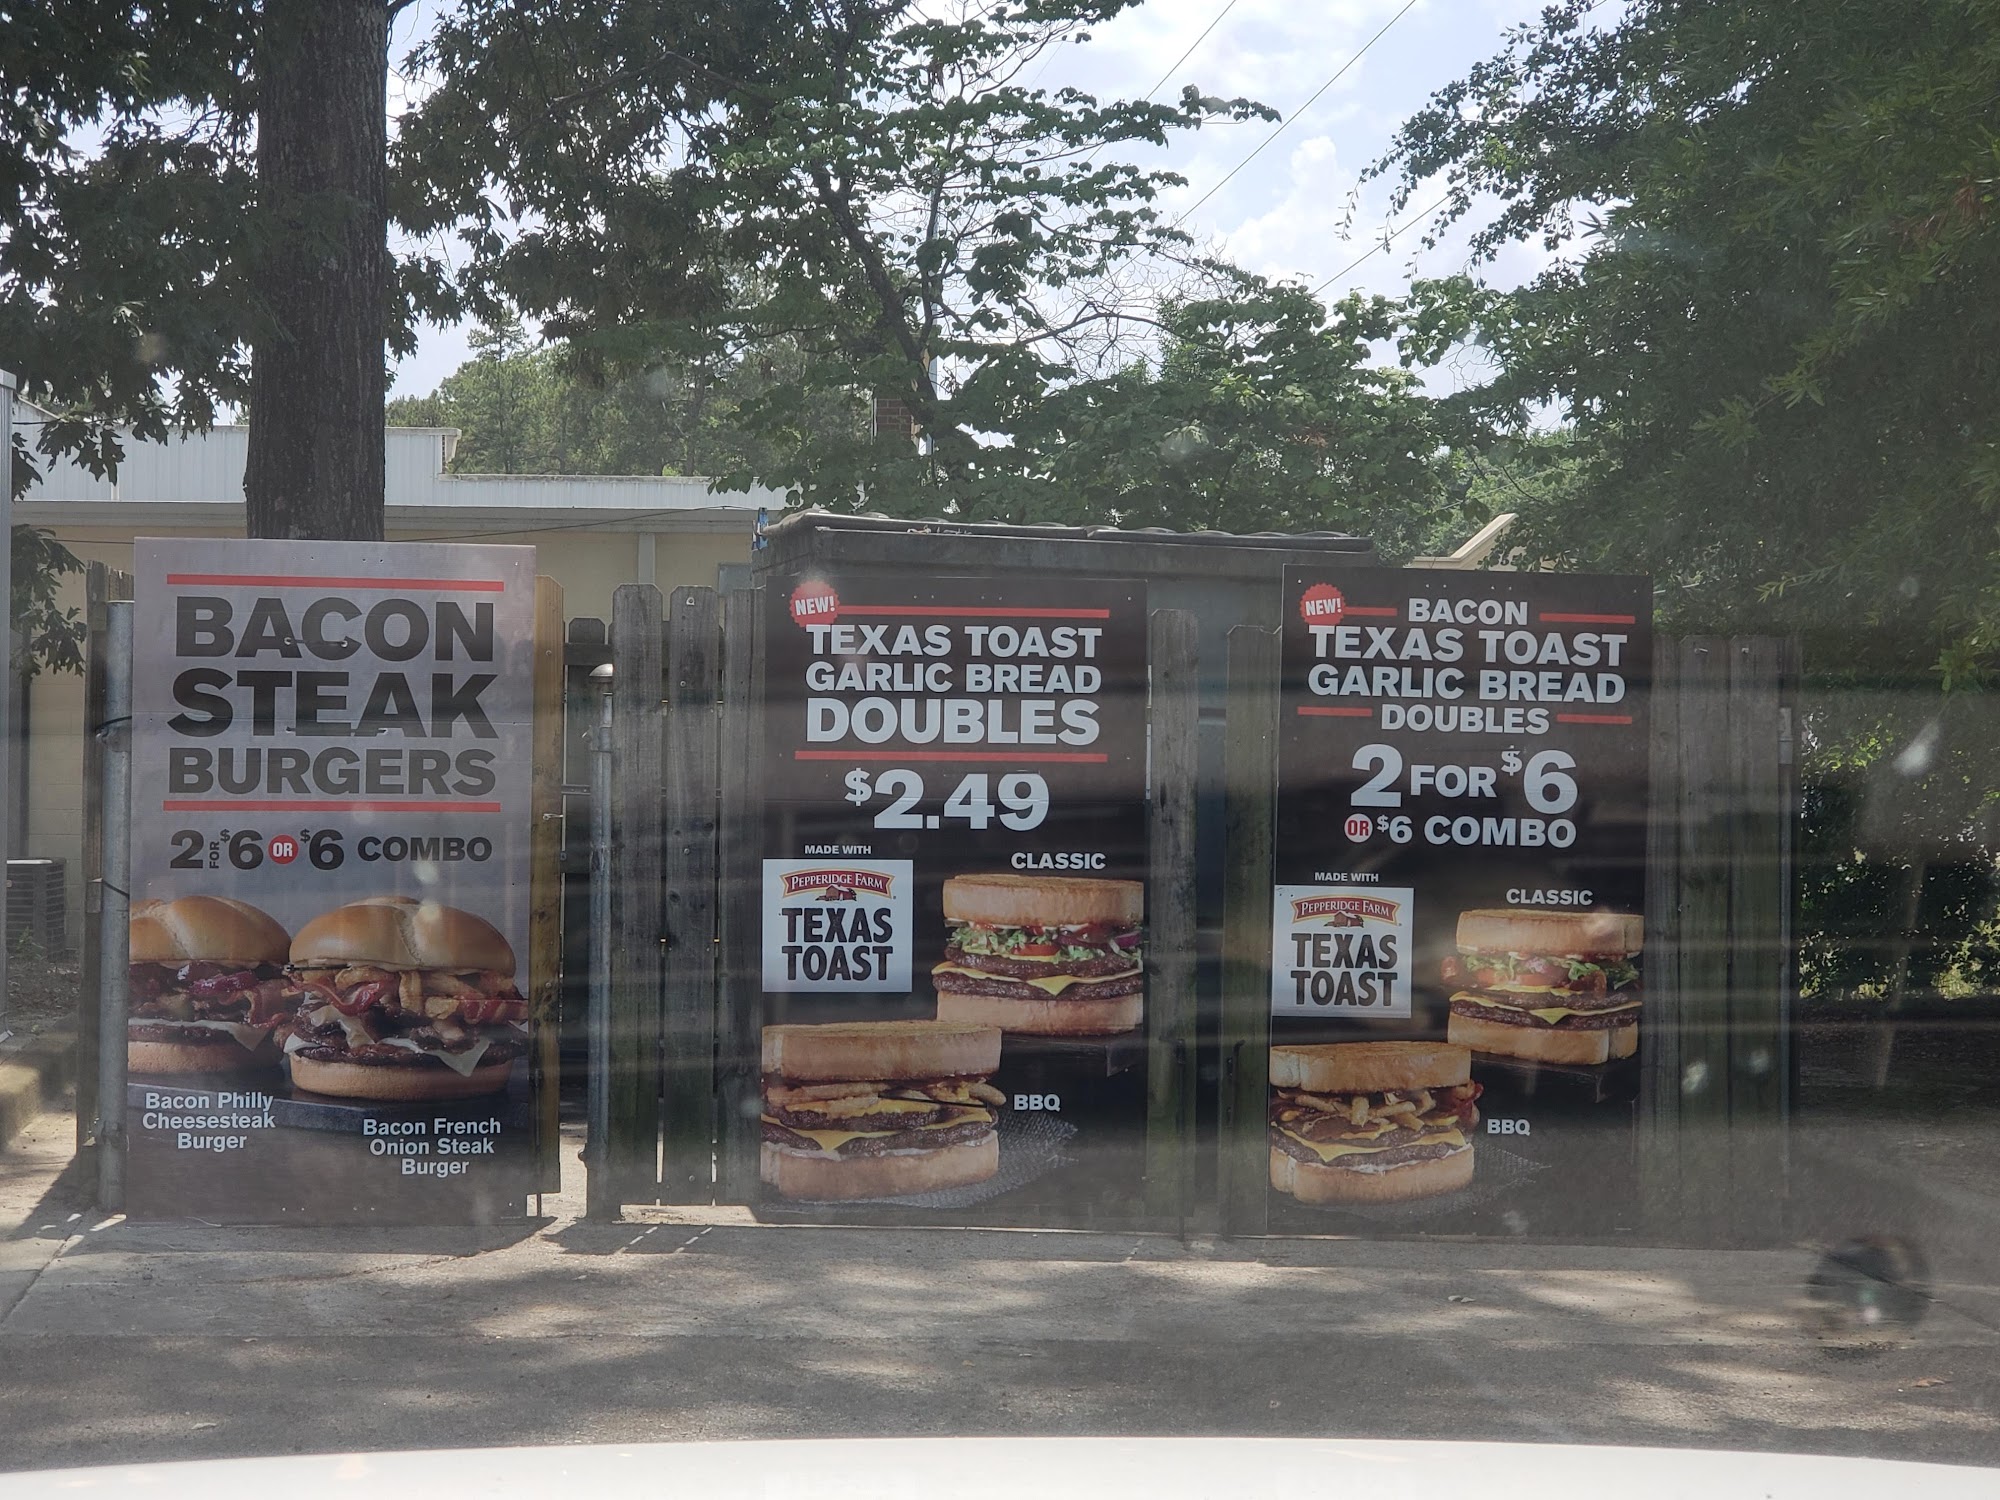 BACON
STEAK
BURGERS
2 FOR $6 OR $6 COMBO
Bacon Philly
Cheesesteak
Burger
Bacon French
Onion Steak
Burger
NEW!
TEXAS TOAST
GARLIC BREAD
DOUBLES
$2.49
MADE WITH
PEPPERIDGE FARM
TEXAS
TOAST
CLASSIC
BBQ
NEW!
BACON
TEXAS TOAST
GARLIC BREAD
DOUBLES
2 FOR $6
OR $6 COMBO
MADE WITH
PEPPERIDGE FARM
TEXAS
TOAST
CLASSIC
BBQ